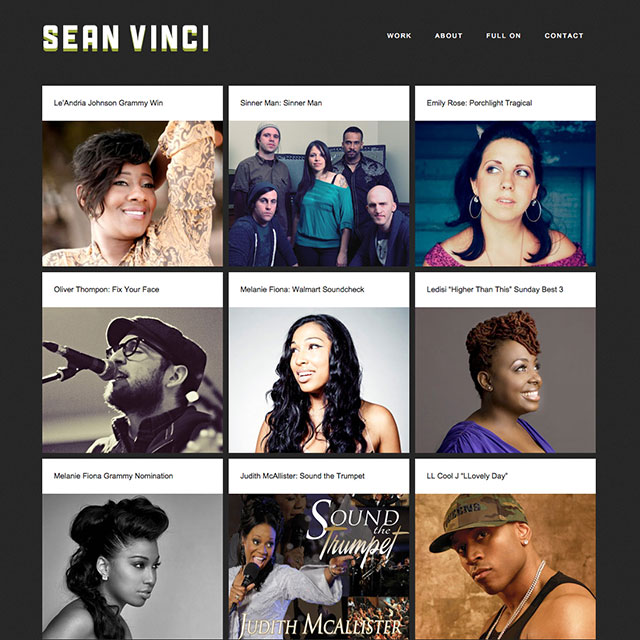 SEAN VINCI
WORK ABOUT FULL ON CONTACT
Le'Andria Johnson Grammy Win
Sinner Man: Sinner Man
Emily Rose: Porchlight Tragical
Oliver Thompon: Fix Your Face
Melanie Fiona: Walmart Soundcheck
Ledisi "Higher Than This" Sunday Best 3
Melanie Fiona Grammy Nomination
Judith McAllister: Sound the Trumpet
LL Cool J "LLovely Day"
SOUND
the
Trumpet
JUDITH MCALLISTER
QUEENS